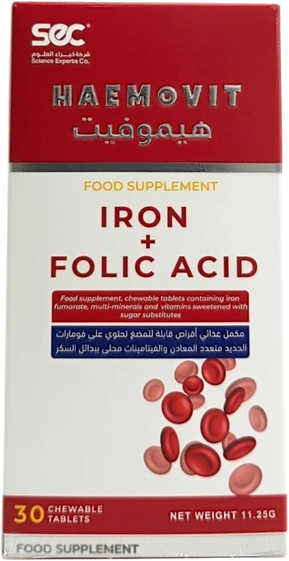 SEC
شركة خبراء العلوم
Science Experts Co.
HAEMOVIT
هيموفيت
FOOD SUPPLEMENT
IRON
+
FOLIC ACID
Food supplement, chewable tablets containing iron
fumarate, multi-minerals and vitamins sweetened with
sugar substitutes
مكمل غذائي أقراص قابلة للمضغ تحتوي على فومارات
الحديد متعدد المعادن والفيتامينات محلى ببدائل السكر
30 CHEWABLE
TABLETS
NET WEIGHT 11.25G
FOOD SUPPLEMENT